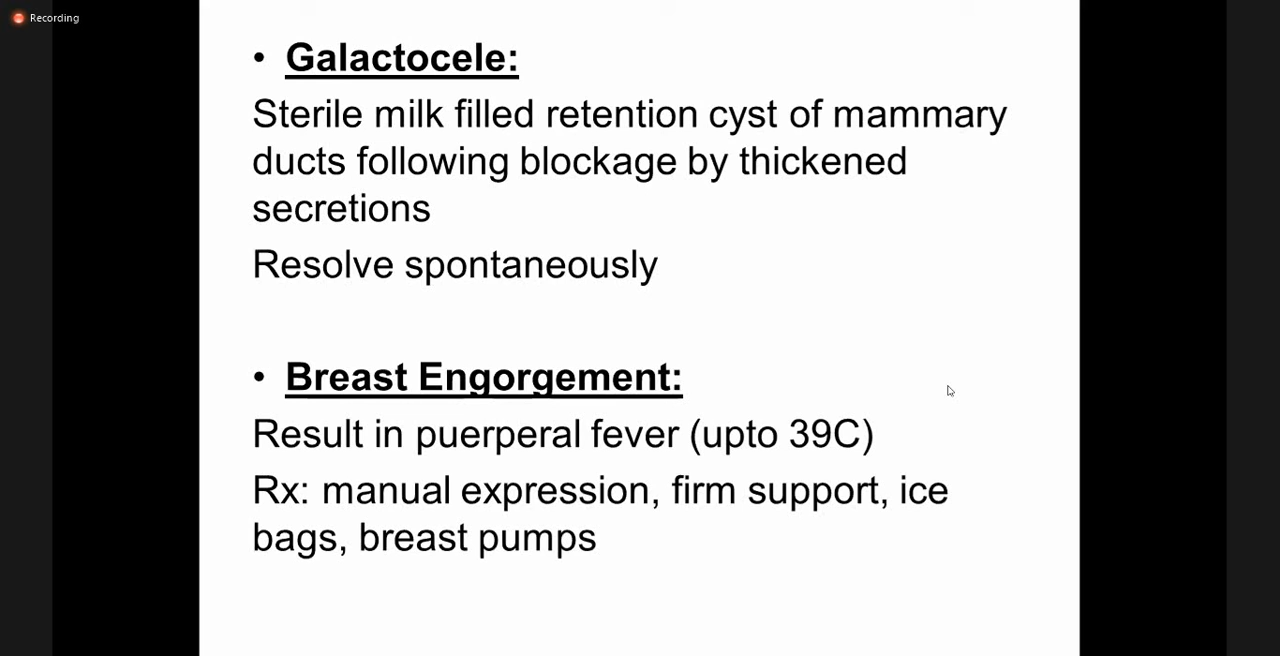 Recording
• Galactocele:
Sterile milk filled retention cyst of mammary
ducts following blockage by thickened
secretions
Resolve spontaneously
• Breast Engorgement:
Result in puerperal fever (upto 39C)
Rx: manual expression, firm support, ice
bags, breast pumps